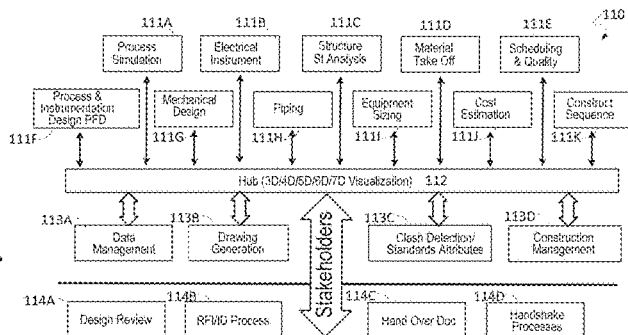 111A 111B 111C 111D 111E 110
Process Simulation
Electrical Instrument
Structure St Analysis
Material Take Off
Scheduling & Quality
Process & Instrumentation Design PFD
Mechanical Design
Piping
Equipment Sizing
Cost Estimation
Construct Sequence
111F 111G 111H 111I 111J 111K
Hub (3D/4D/5D/6D/7D Visualization) 112
113A 113B 113C 113D
Data Management
Drawing Generation
Stakeholders
Clash Detection/ Standards Attributes
Construction Management
114A 114B 114C 114D
Design Review
RFI/ID Process
Hand Over Doc
Handshake Processes